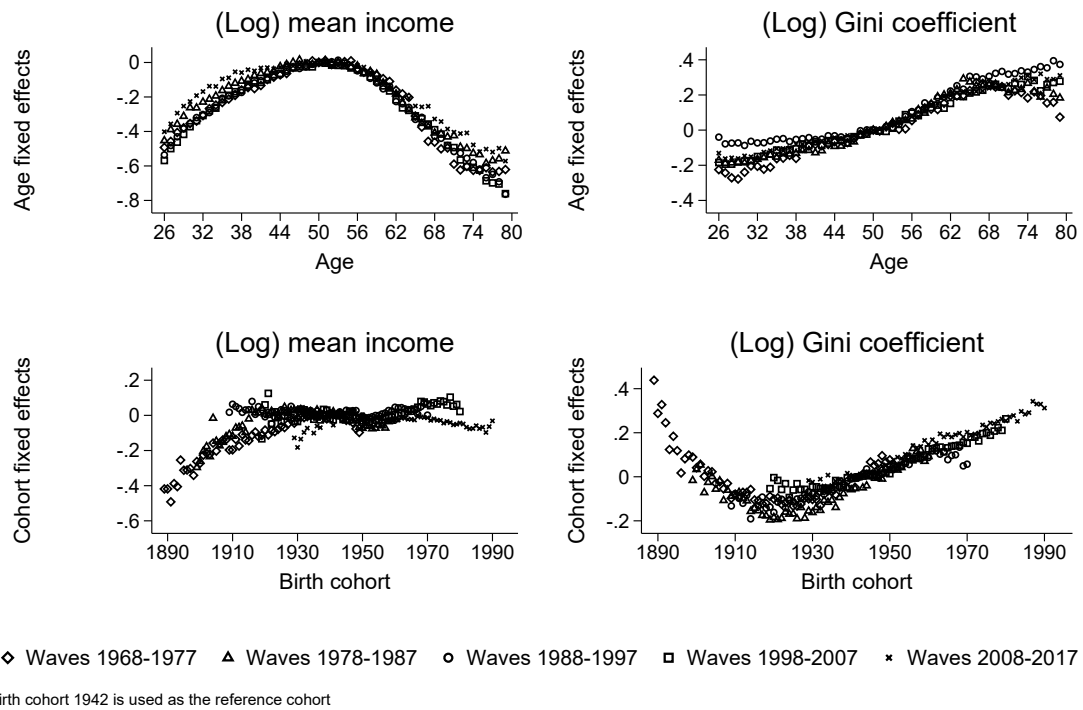 (Log) mean income
(Log) Gini coefficient
Age fixed effects
0
-.2
-.4
-.6
-.8
26 32 38 44 50 56 62 68 74 80
Age
Age fixed effects
.4
.2
0
-.2
-.4
26 32 38 44 50 56 62 68 74 80
Age
(Log) mean income
(Log) Gini coefficient
Cohort fixed effects
.2
0
-.2
-.4
-.6
1890 1910 1930 1950 1970 1990
Birth cohort
Cohort fixed effects
.4
.2
0
-.2
1890 1910 1930 1950 1970 1990
Birth cohort
Waves 1968-1977 Waves 1978-1987 Waves 1988-1997 Waves 1998-2007 Waves 2008-2017
irth cohort 1942 is used as the reference cohort